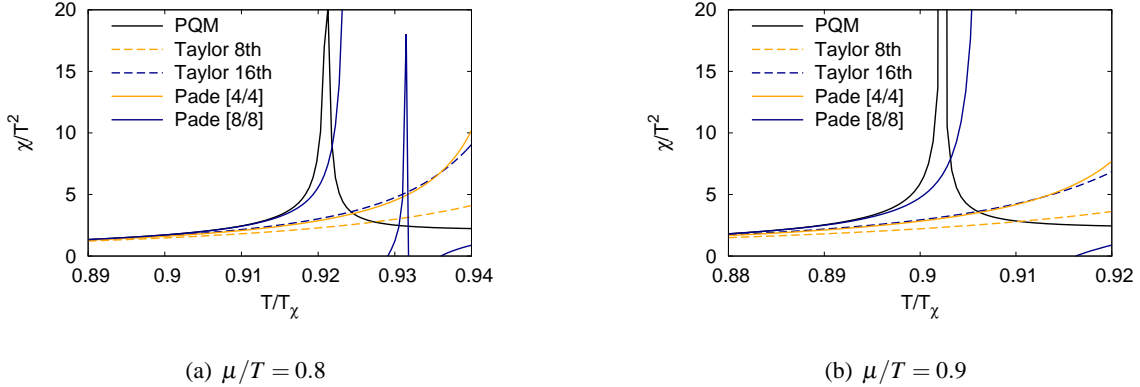 20
15
10
5
0
0.89
0.9
0.91
0.92
0.93
0.94
χ/T²
T/Tχ
PQM
Taylor 8th
Taylor 16th
Pade [4/4]
Pade [8/8]
(a) μ/T = 0.8
20
15
10
5
0
0.88
0.89
0.9
0.91
0.92
χ/T²
T/Tχ
PQM
Taylor 8th
Taylor 16th
Pade [4/4]
Pade [8/8]
(b) μ/T = 0.9